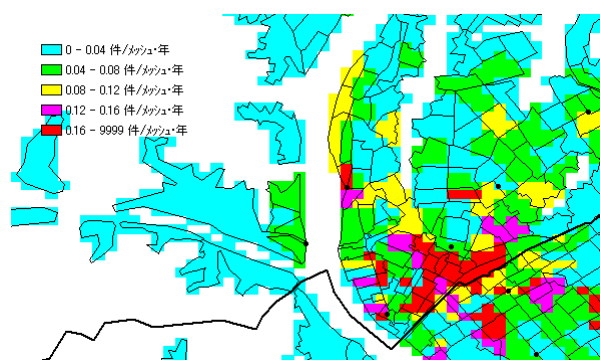 0 - 0.04 件/メッシュ・年
0.04 - 0.08 件/メッシュ・年
0.08 - 0.12 件/メッシュ・年
0.12 - 0.16 件/メッシュ・年
0.16 - 9999 件/メッシュ・年